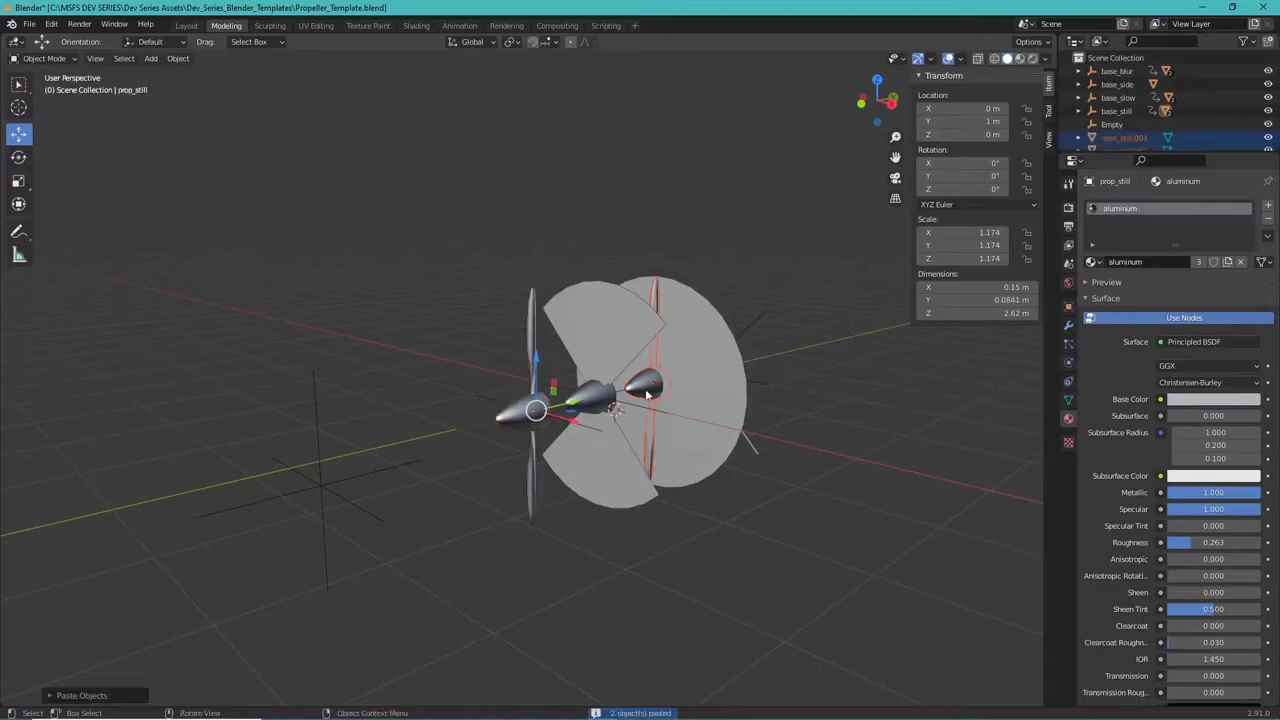 Blender* [C:\MSFS DEV SERIES\Dev Series Assets\Dev_Series_Blender_Templates\Propeller_Template.blend]
File Edit Render Window Help Layout Modeling Sculpting UV Editing Texture Paint Shading Animation Rendering Compositing Scripting + Scene View Layer
Orientation: Default Drag: Select Box Global Options
Object Mode View Select Add Object
User Perspective
(0) Scene Collection | prop_still
Transform
Location:
X 0 m
Y 1 m
Z 0 m
Rotation:
X 0°
Y 0°
Z 0°
XYZ Euler
Scale:
X 1.174
Y 1.174
Z 1.174
Dimensions:
X 0.15 m
Y 0.0841 m
Z 2.62 m
Item
Tool
View
Scene Collection
base_blur
base_side
base_slow
base_still
Empty
prop_still aluminum
aluminum
aluminum 3
Preview
Surface
Use Nodes
Surface Principled BSDF
GGX
Christensen-Burley
Base Color
Subsurface 0.000
Subsurface Radius 1.000
0.200
0.100
Subsurface Color
Metallic 1.000
Specular 1.000
Specular Tint 0.000
Roughness 0.263
Anisotropic 0.000
Anisotropic Rotati... 0.000
Sheen 0.000
Sheen Tint 0.500
Clearcoat 0.000
Clearcoat Roughn... 0.030
IOR 1.450
Transmission 0.000
Transmission Roug... 0.000
Paste Objects
Select Box Select Rotate View Object Context Menu 2 object(s) pasted 2.91.0